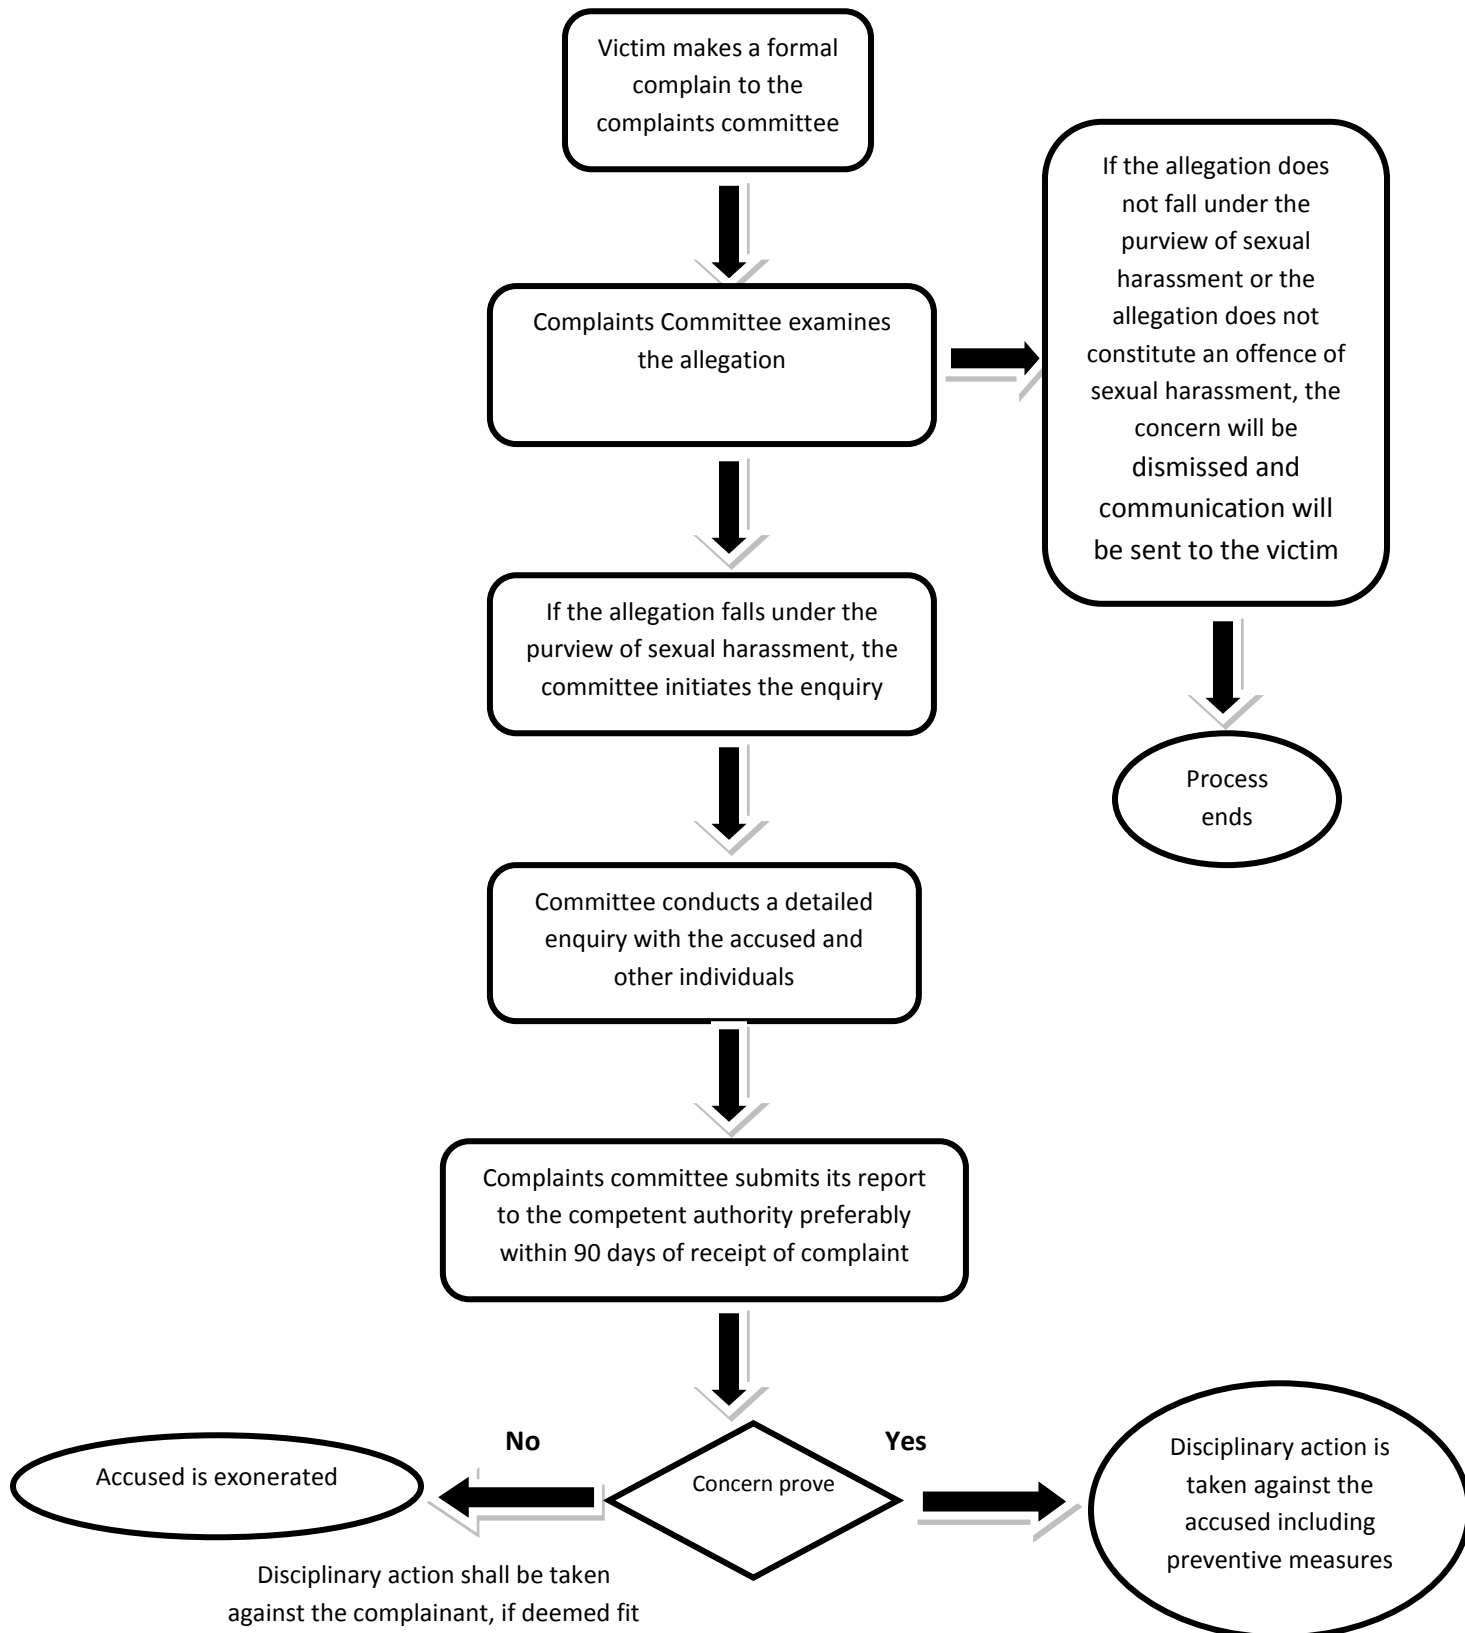 Victim makes a formal
complain to the
complaints committee
If the allegation does
not fall under the
purview of sexual
harassment or the
allegation does not
constitute an offence of
sexual harassment, the
concern will be
dismissed and
communication will
be sent to the victim
Complaints Committee examines
the allegation
If the allegation falls under the
purview of sexual harassment, the
committee initiates the enquiry
Process
ends
Committee conducts a detailed
enquiry with the accused and
other individuals
Complaints committee submits its report
to the competent authority preferably
within 90 days of receipt of complaint
No
Yes
Accused is exonerated
Concern prove
Disciplinary action is
taken against the
accused including
preventive measures
Disciplinary action shall be taken
against the complainant, if deemed fit